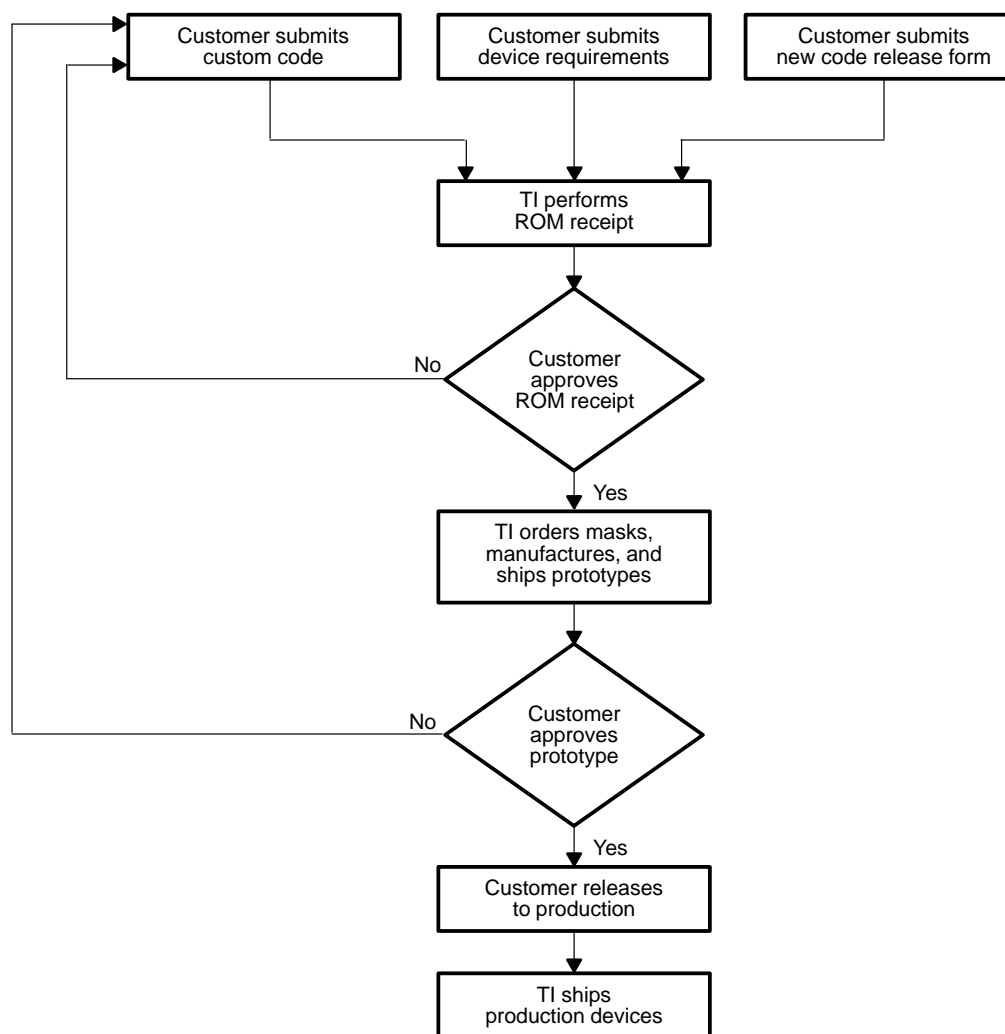 Customer submits
custom code
Customer submits
device requirements
Customer submits
new code release form
TI performs
ROM receipt
Customer
approves
ROM receipt
No
Yes
TI orders masks,
manufactures, and
ships prototypes
Customer
approves
prototype
No
Yes
Customer releases
to production
TI ships
production devices